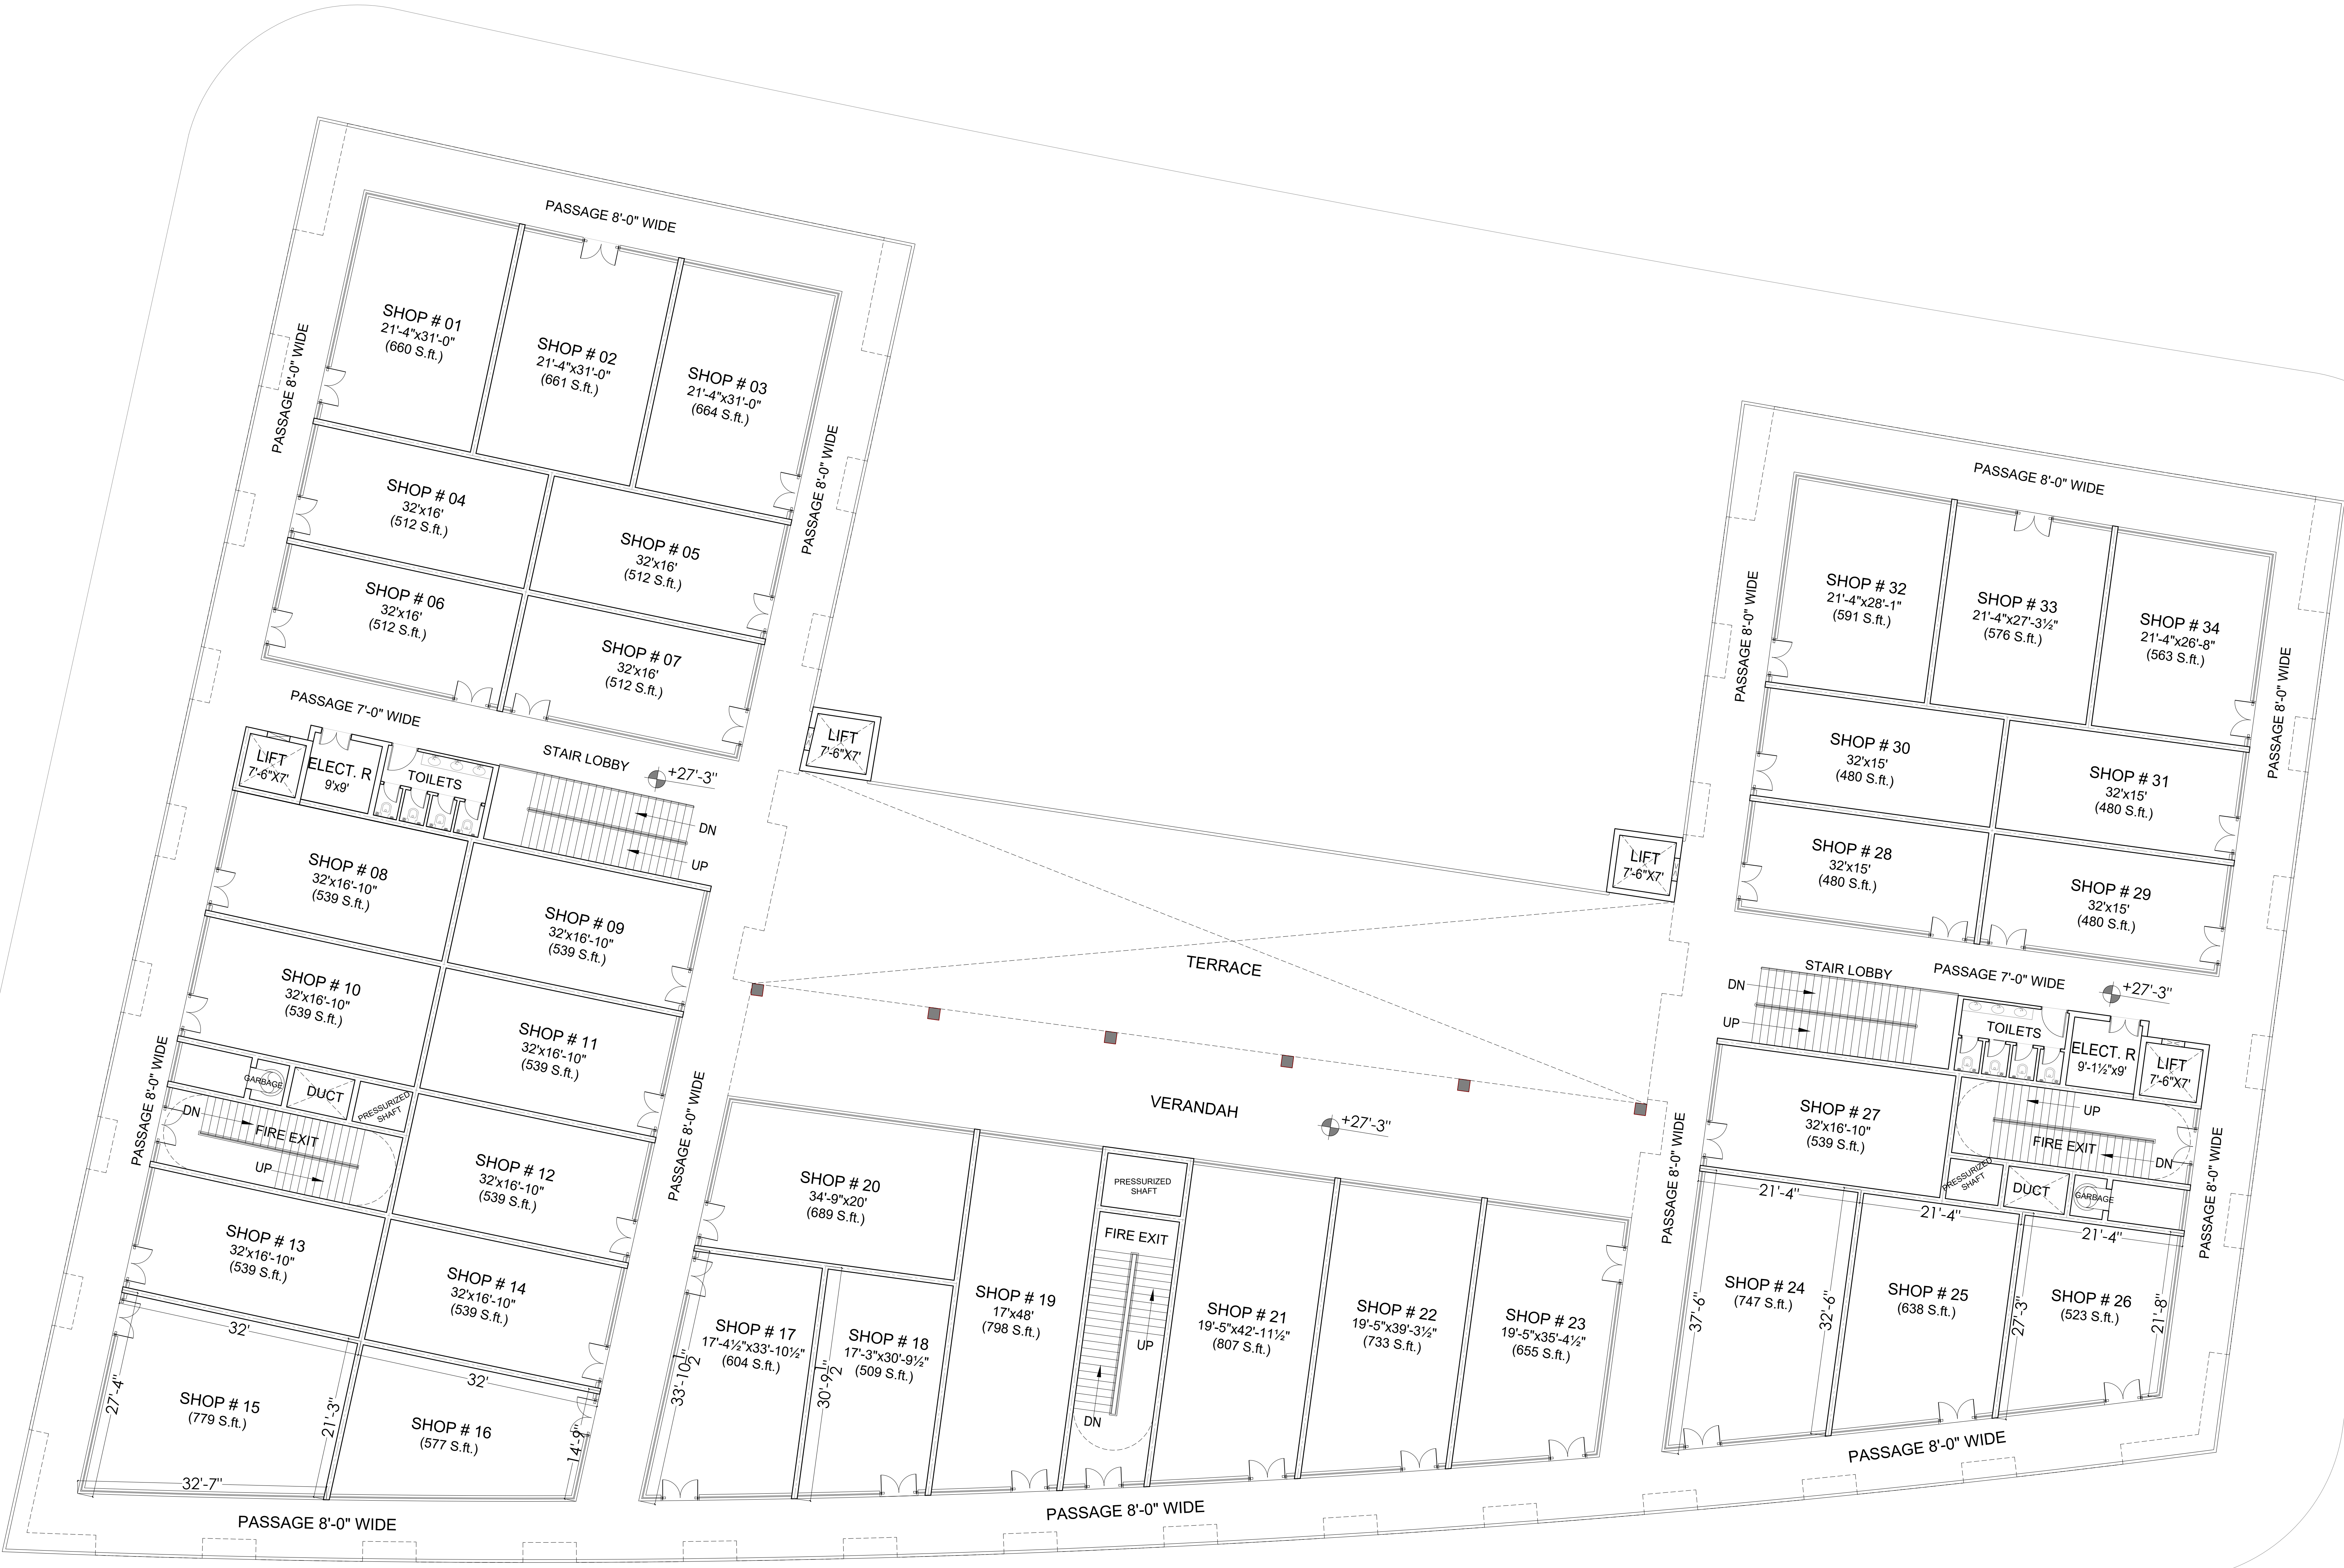 PASSAGE 8'-0" WIDE
PASSAGE 8'-0" WIDE
PASSAGE 8'-0" WIDE
SHOP # 01
21'-4"x31'-0"
(660 S.ft.)
SHOP # 02
21'-4"x31'-0"
(661 S.ft.)
SHOP # 03
21'-4"x31'-0"
(664 S.ft.)
SHOP # 04
32'x16'
(512 S.ft.)
SHOP # 05
32'x16'
(512 S.ft.)
SHOP # 06
32'x16'
(512 S.ft.)
SHOP # 07
32'x16'
(512 S.ft.)
PASSAGE 7'-0" WIDE
STAIR LOBBY
+27'-3"
LIFT
7'-6"X7'
ELECT. R
9'x9'
TOILETS
DN
UP
LIFT
7'-6"X7'
SHOP # 08
32'x16'-10"
(539 S.ft.)
SHOP # 09
32'x16'-10"
(539 S.ft.)
SHOP # 10
32'x16'-10"
(539 S.ft.)
SHOP # 11
32'x16'-10"
(539 S.ft.)
PASSAGE 8'-0" WIDE
GARBAGE
DUCT
PRESSURIZED
SHAFT
DN
FIRE EXIT
UP
SHOP # 12
32'x16'-10"
(539 S.ft.)
SHOP # 13
32'x16'-10"
(539 S.ft.)
SHOP # 14
32'x16'-10"
(539 S.ft.)
32'
32'
27'-4"
21'-3"
14'-9"
SHOP # 15
(779 S.ft.)
SHOP # 16
(577 S.ft.)
32'-7"
PASSAGE 8'-0" WIDE
PASSAGE 8'-0" WIDE
TERRACE
VERANDAH
+27'-3"
SHOP # 20
34'-9"x20'
(689 S.ft.)
SHOP # 17
17'-4½"x33'-10½"
(604 S.ft.)
33'-10½"
SHOP # 18
17'-3"x30'-9½"
(509 S.ft.)
30'-9½"
SHOP # 19
17'x48'
(798 S.ft.)
PRESSURIZED
SHAFT
FIRE EXIT
UP
DN
SHOP # 21
19'-5"x42'-11½"
(807 S.ft.)
SHOP # 22
19'-5"x39'-3½"
(733 S.ft.)
SHOP # 23
19'-5"x35'-4½"
(655 S.ft.)
PASSAGE 8'-0" WIDE
PASSAGE 8'-0" WIDE
PASSAGE 8'-0" WIDE
PASSAGE 8'-0" WIDE
SHOP # 32
21'-4"x28'-1"
(591 S.ft.)
SHOP # 33
21'-4"x27'-3½"
(576 S.ft.)
SHOP # 34
21'-4"x26'-8"
(563 S.ft.)
SHOP # 30
32'x15'
(480 S.ft.)
SHOP # 31
32'x15'
(480 S.ft.)
SHOP # 28
32'x15'
(480 S.ft.)
SHOP # 29
32'x15'
(480 S.ft.)
LIFT
7'-6"X7'
STAIR LOBBY
PASSAGE 7'-0" WIDE
+27'-3"
DN
UP
TOILETS
ELECT. R
9'-1½"x9'
LIFT
7'-6"X7'
SHOP # 27
32'x16'-10"
(539 S.ft.)
UP
FIRE EXIT
DN
PRESSURIZED
SHAFT
DUCT
GARBAGE
PASSAGE 8'-0" WIDE
PASSAGE 8'-0" WIDE
21'-4"
21'-4"
21'-4"
37'-6"
32'-6"
27'-3"
21'-8"
SHOP # 24
(747 S.ft.)
SHOP # 25
(638 S.ft.)
SHOP # 26
(523 S.ft.)
PASSAGE 8'-0" WIDE